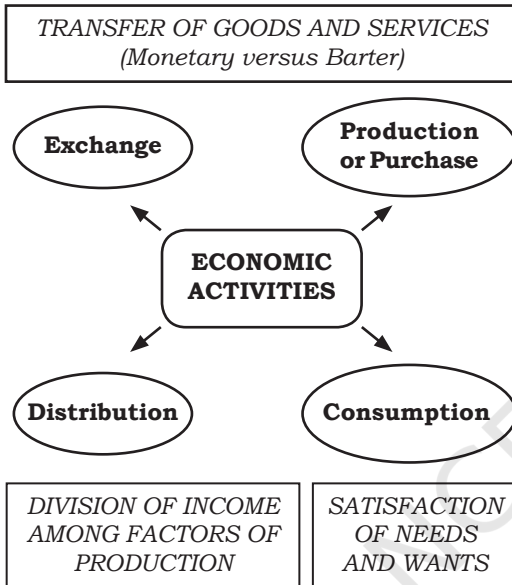 TRANSFER OF GOODS AND SERVICES
(Monetary versus Barter)
Exchange
Production
or Purchase
ECONOMIC
ACTIVITIES
Distribution
Consumption
DIVISION OF INCOME
AMONG FACTORS OF
PRODUCTION
SATISFACTION
OF NEEDS
AND WANTS